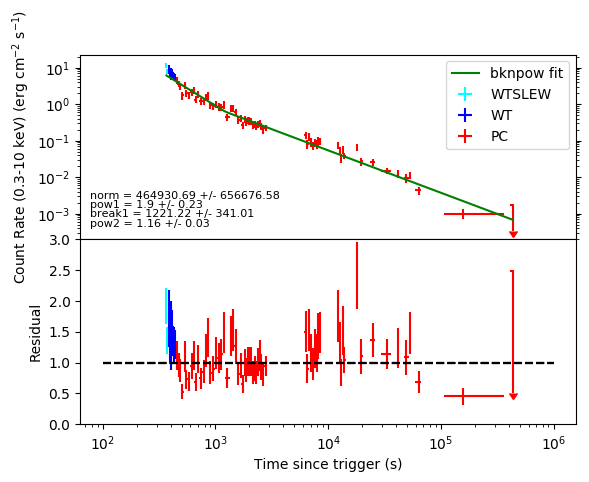 Count Rate (0.3-10 keV) (erg cm⁻² s⁻¹)
10¹
10⁰
10⁻¹
10⁻²
10⁻³
bknpow fit
WTSLEW
WT
PC
norm = 464930.69 +/- 656676.58
pow1 = 1.9 +/- 0.23
break1 = 1221.22 +/- 341.01
pow2 = 1.16 +/- 0.03
Residual
3.0
2.5
2.0
1.5
1.0
0.5
0.0
10² 10³ 10⁴ 10⁵ 10⁶
Time since trigger (s)